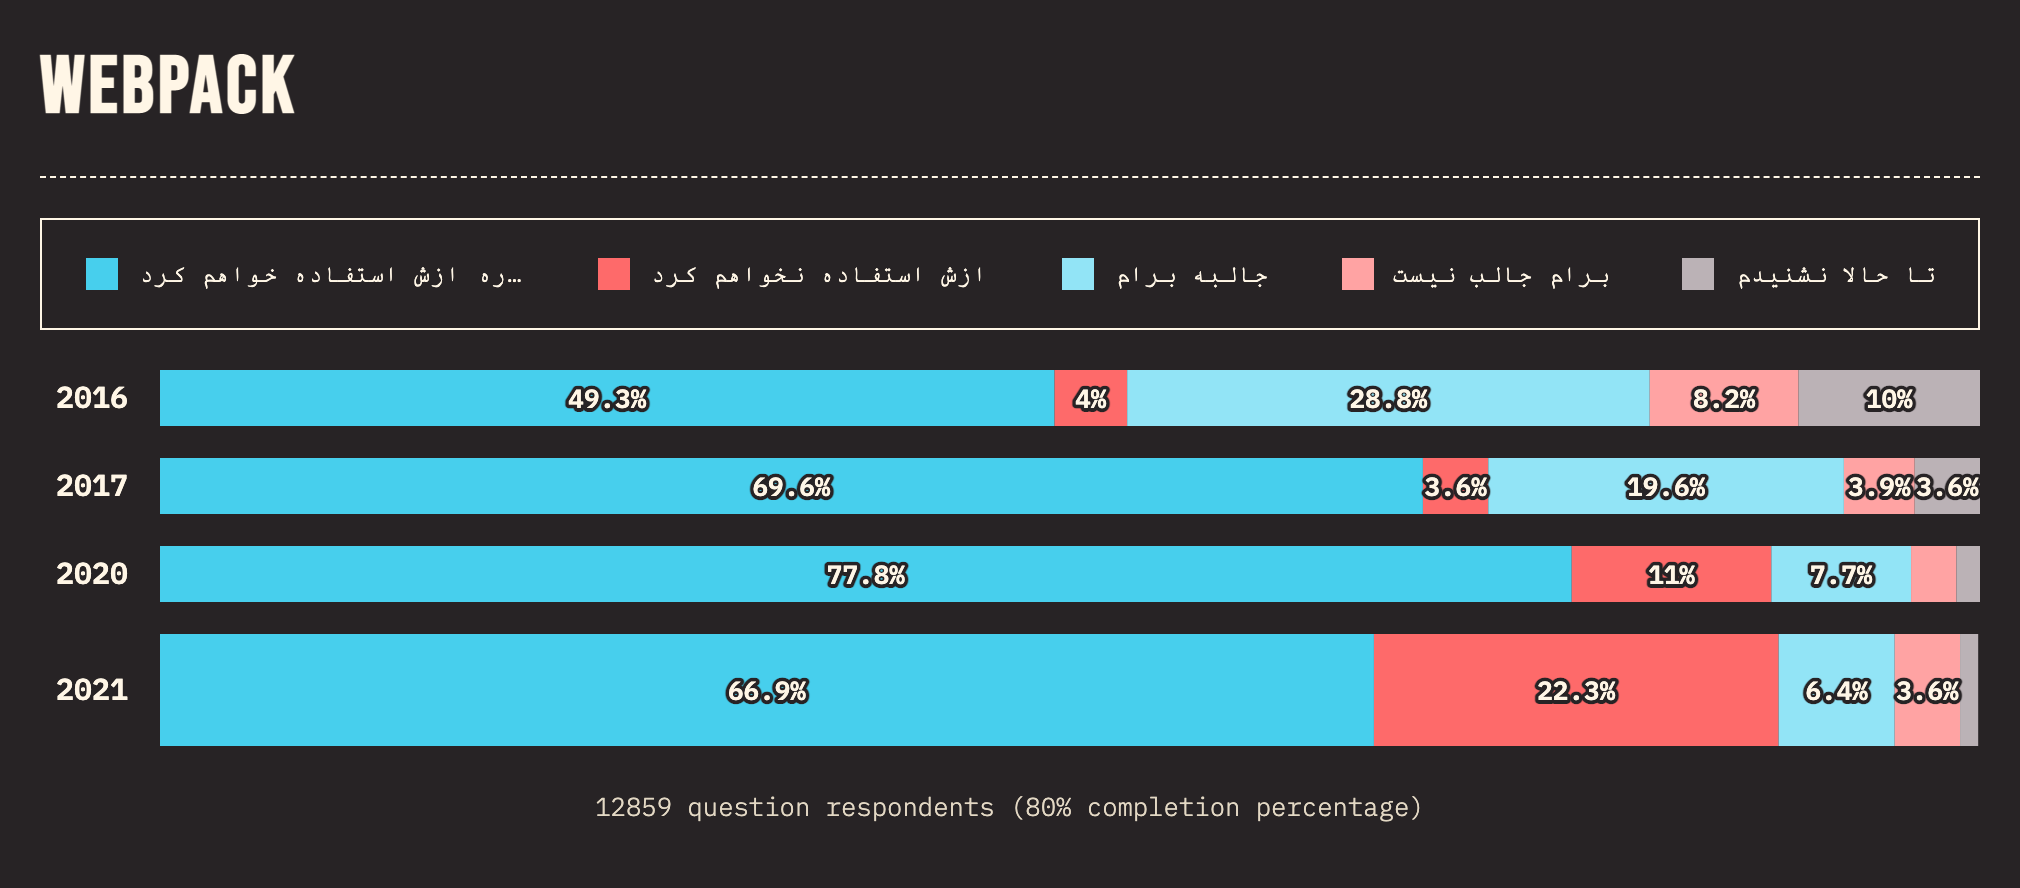 WEBPACK
…ره ازش استفاده خواهم کرد
ازش استفاده نخواهم کرد
جالبه برام
برام جالب نیست
تا حالا نشنیدم
2016 49.3% 4% 28.8% 8.2% 10%
2017 69.6% 3.6% 19.6% 3.9% 3.6%
2020 77.8% 11% 7.7%
2021 66.9% 22.3% 6.4% 3.6%
12859 question respondents (80% completion percentage)